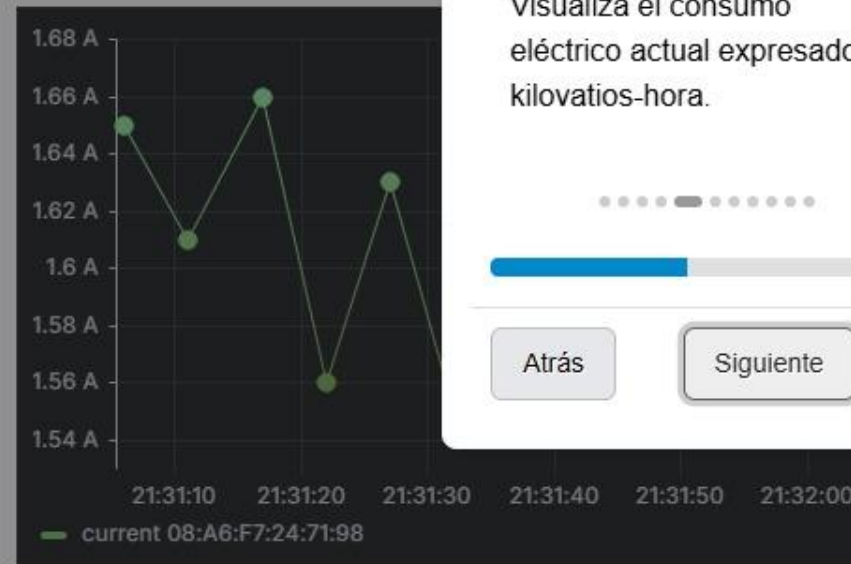 Visualiza el consumo
eléctrico actual expresado
kilovatios-hora.
Atrás
Siguiente
1.68 A
1.66 A
1.64 A
1.62 A
1.6 A
1.58 A
1.56 A
1.54 A
21:31:10 21:31:20 21:31:30 21:31:40 21:31:50 21:32:00
current 08:A6:F7:24:71:98